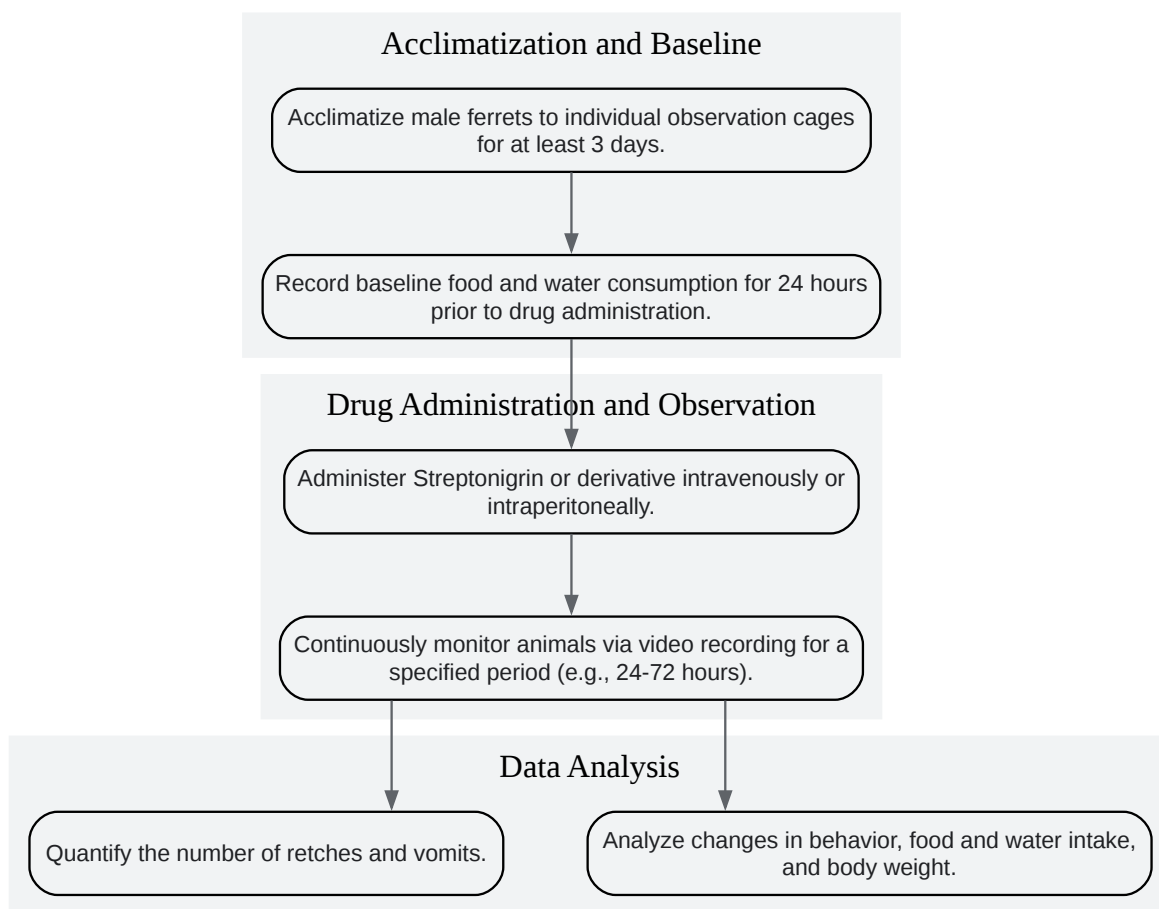 Acclimatization and Baseline
Acclimatize male ferrets to individual observation cages
for at least 3 days.
Record baseline food and water consumption for 24 hours
prior to drug administration.
Drug Administration and Observation
Administer Streptonigrin or derivative intravenously or
intraperitoneally.
Continuously monitor animals via video recording for a
specified period (e.g., 24-72 hours).
Data Analysis
Quantify the number of retches and vomits.
Analyze changes in behavior, food and water intake,
and body weight.